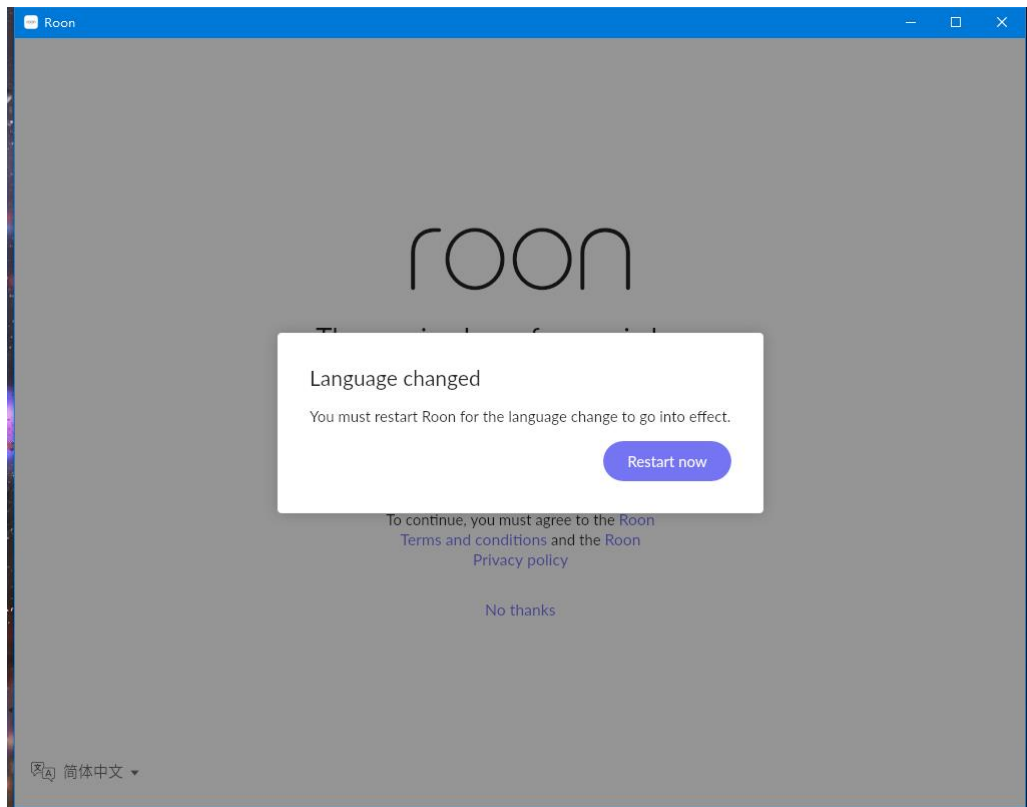 Roon
roon
Language changed
You must restart Roon for the language change to go into effect.
Restart now
To continue, you must agree to the Roon
Terms and conditions and the Roon
Privacy policy
No thanks
简体中文